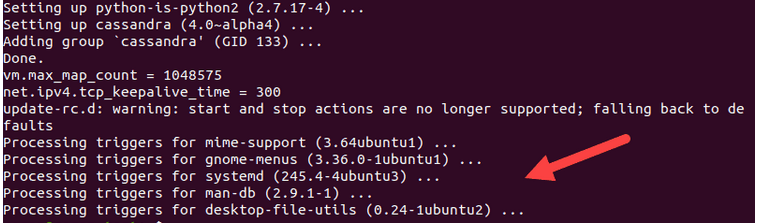 Setting up python-is-python2 (2.7.17-4) ...
Setting up cassandra (4.0~alpha4) ...
Adding group `cassandra' (GID 133) ...
Done.
vm.max_map_count = 1048575
net.ipv4.tcp_keepalive_time = 300
update-rc.d: warning: start and stop actions are no longer supported; falling back to de
faults
Processing triggers for mime-support (3.64ubuntu1) ...
Processing triggers for gnome-menus (3.36.0-1ubuntu1) ...
Processing triggers for systemd (245.4-4ubuntu3) ...
Processing triggers for man-db (2.9.1-1) ...
Processing triggers for desktop-file-utils (0.24-1ubuntu2) ...